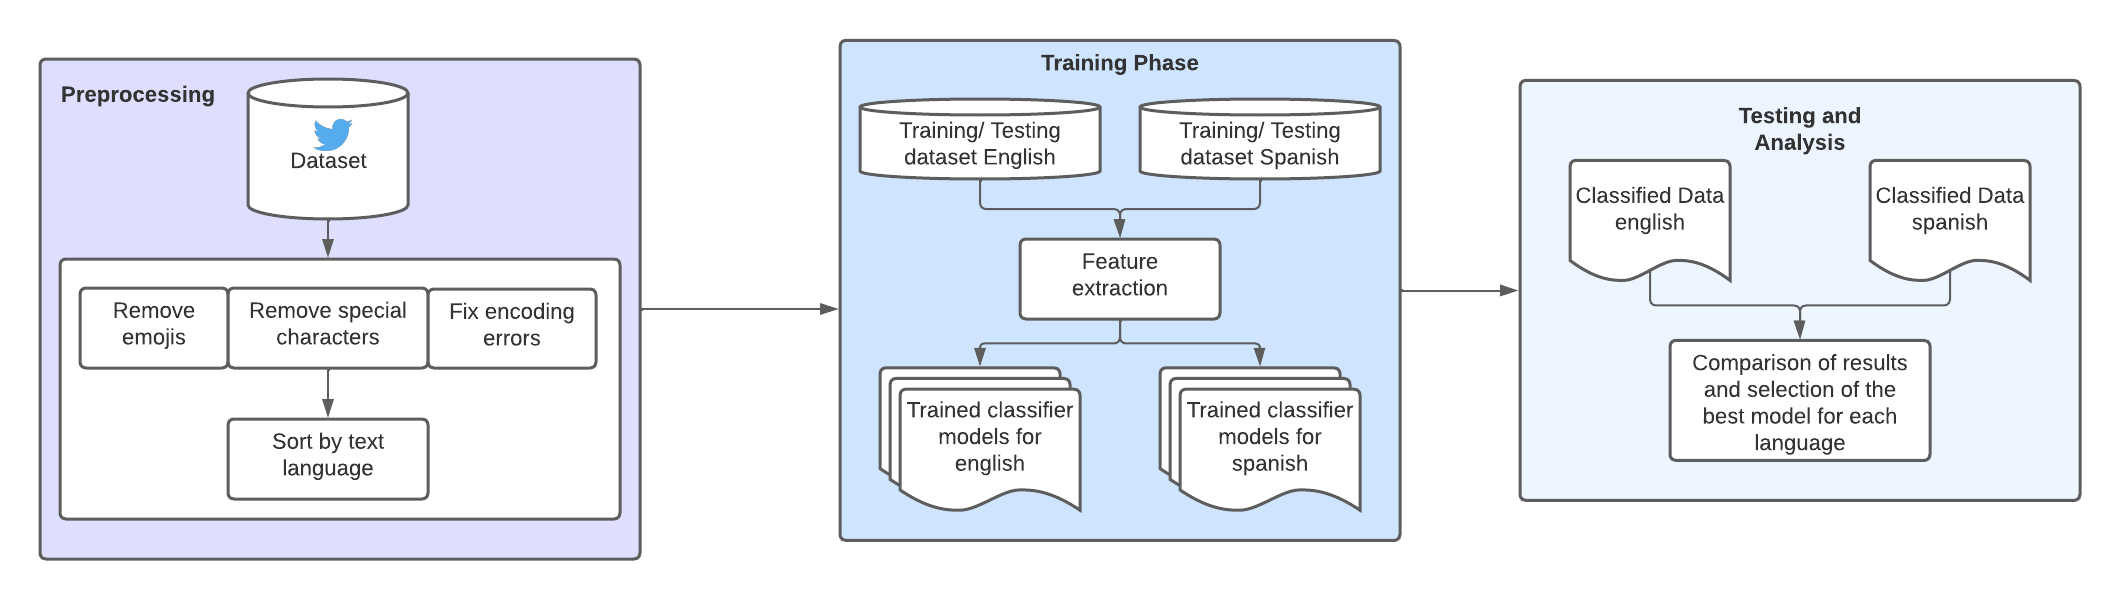 Preprocessing
Dataset
Remove
emojis
Remove special
characters
Fix encoding
errors
Sort by text
language
Training Phase
Training/ Testing
dataset English
Training/ Testing
dataset Spanish
Feature
extraction
Trained classifier
models for
english
Trained classifier
models for
spanish
Testing and
Analysis
Classified Data
english
Classified Data
spanish
Comparison of results
and selection of the
best model for each
language